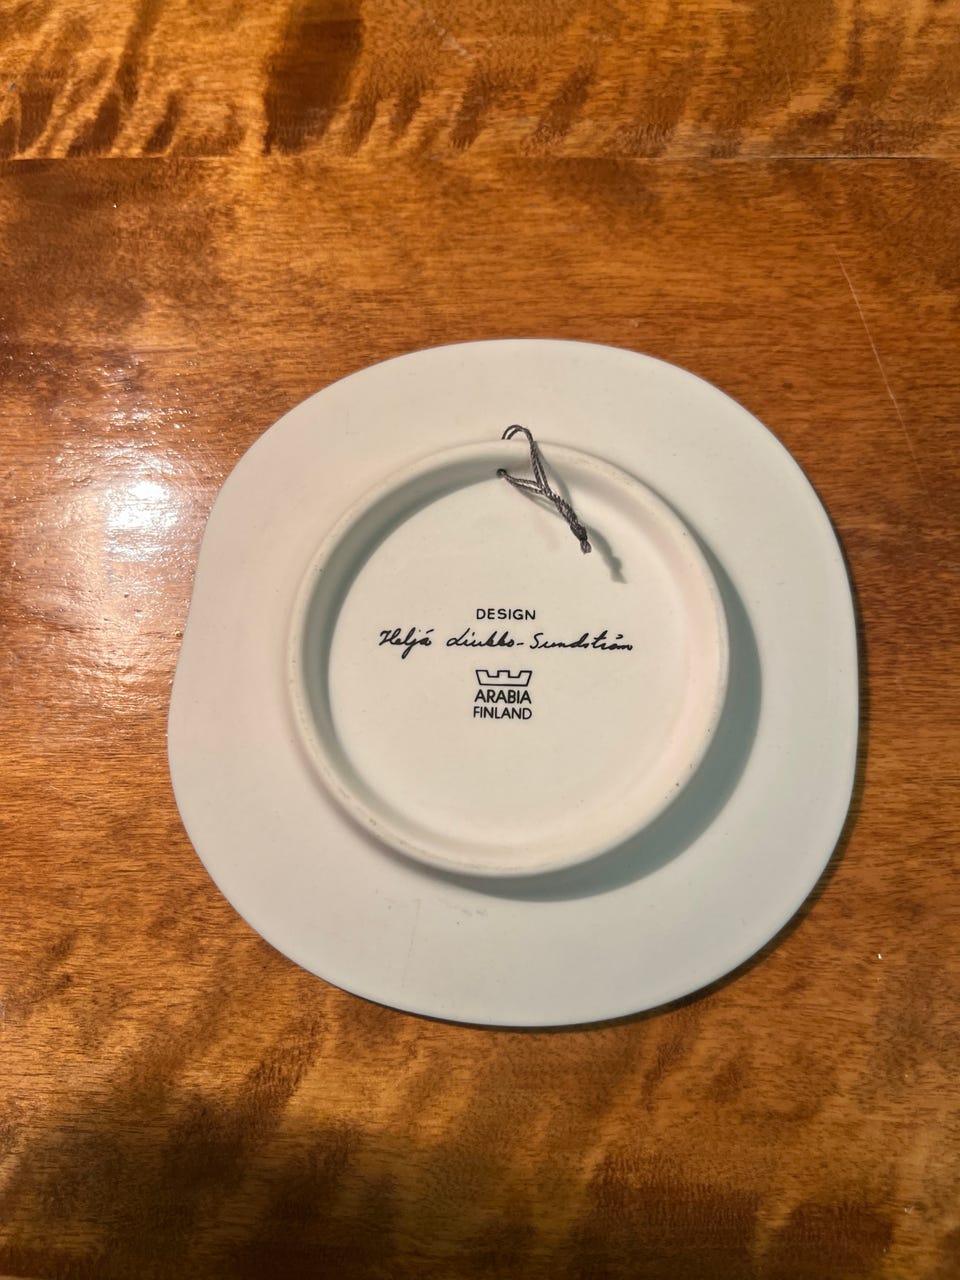 DESIGN
Heljä Liukko-Sundström
ARABIA
FINLAND